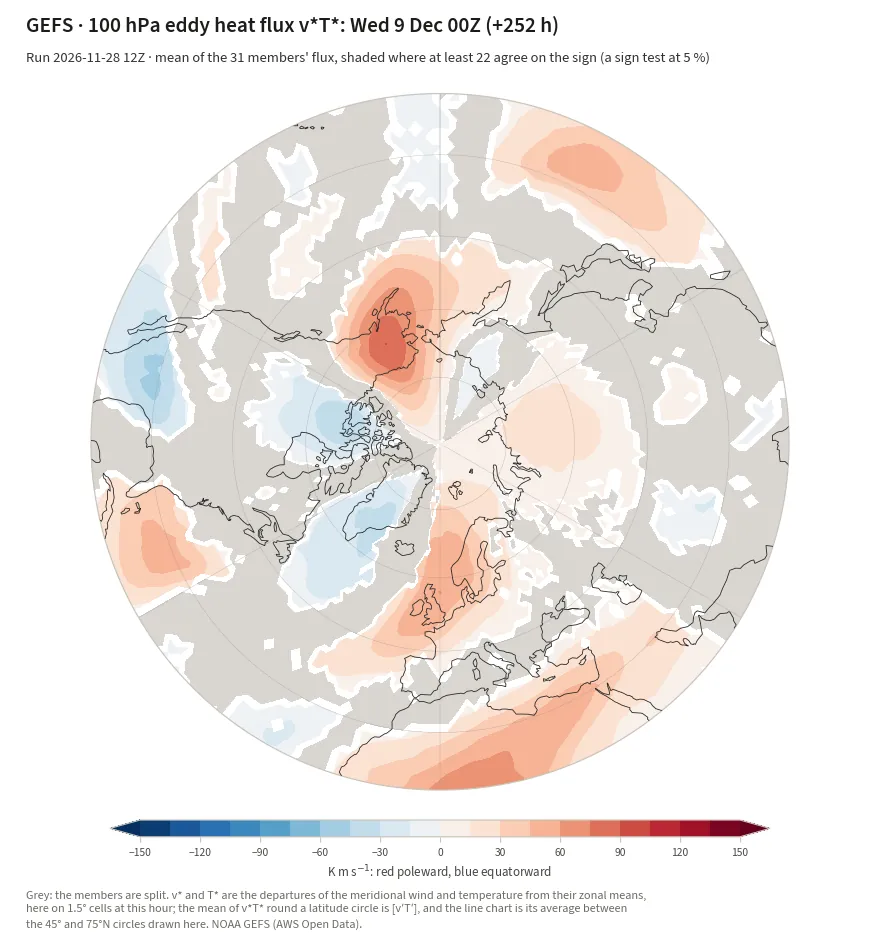 GEFS · 100 hPa eddy heat flux v*T*: Wed 9 Dec 00Z (+252 h)
Run 2026-11-28 12Z · mean of the 31 members' flux, shaded where at least 22 agree on the sign (a sign test at 5 %)
−150 −120 −90 −60 −30 0 30 60 90 120 150
K m s⁻¹: red poleward, blue equatorward
Grey: the members are split. v* and T* are the departures of the meridional wind and temperature from their zonal means,
here on 1.5° cells at this hour; the mean of v*T* round a latitude circle is [v'T'], and the line chart is its average between
the 45° and 75°N circles drawn here. NOAA GEFS (AWS Open Data).